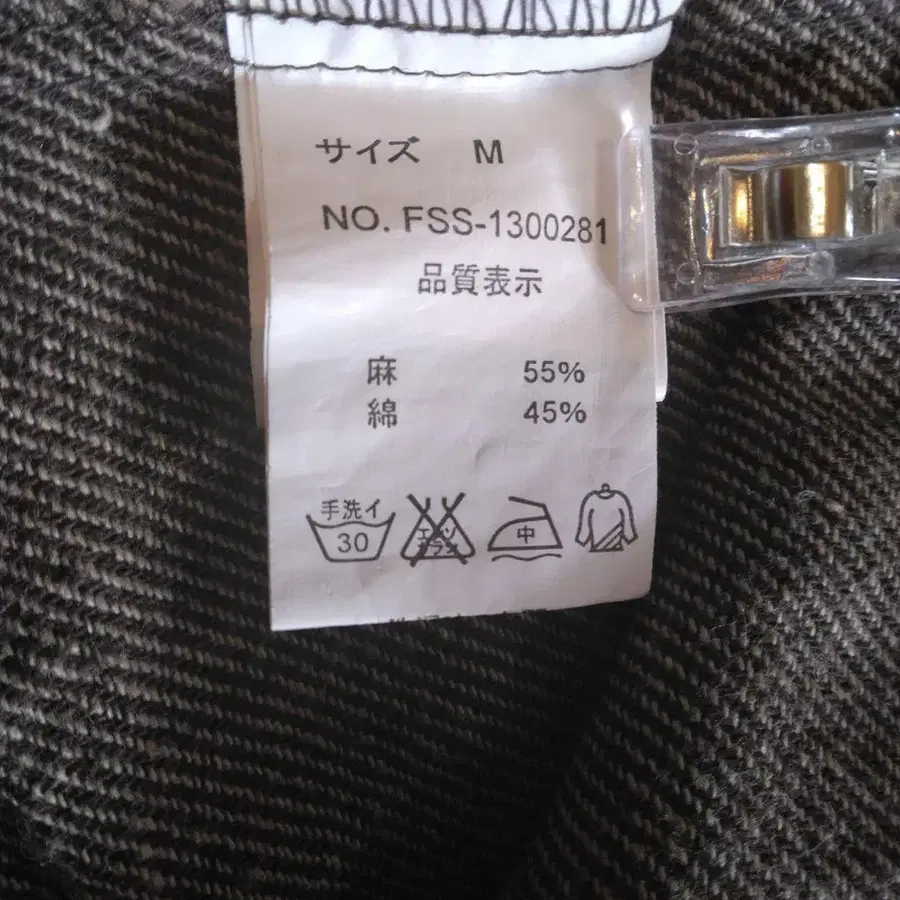 サイズ M
NO. FSS-1300281
品質表示
麻 55%
綿 45%
手洗イ
30
中